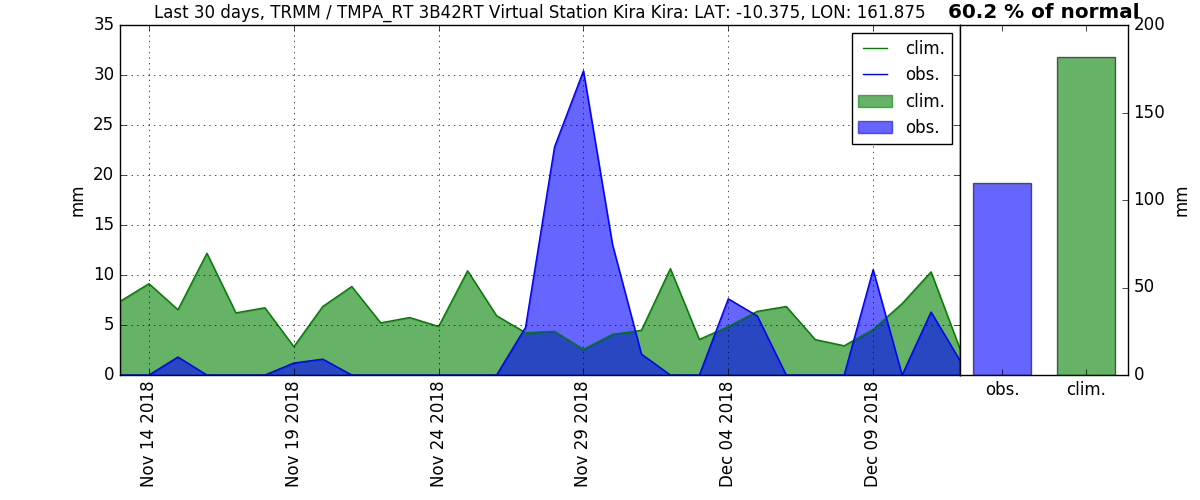 Last 30 days, TRMM / TMPA_RT 3B42RT Virtual Station Kira Kira: LAT: -10.375, LON: 161.875
60.2 % of normal
35
30
25
20
15
10
5
0
mm
clim.
obs.
clim.
obs.
Nov 14 2018
Nov 19 2018
Nov 24 2018
Nov 29 2018
Dec 04 2018
Dec 09 2018
200
150
100
50
0
mm
obs.
clim.